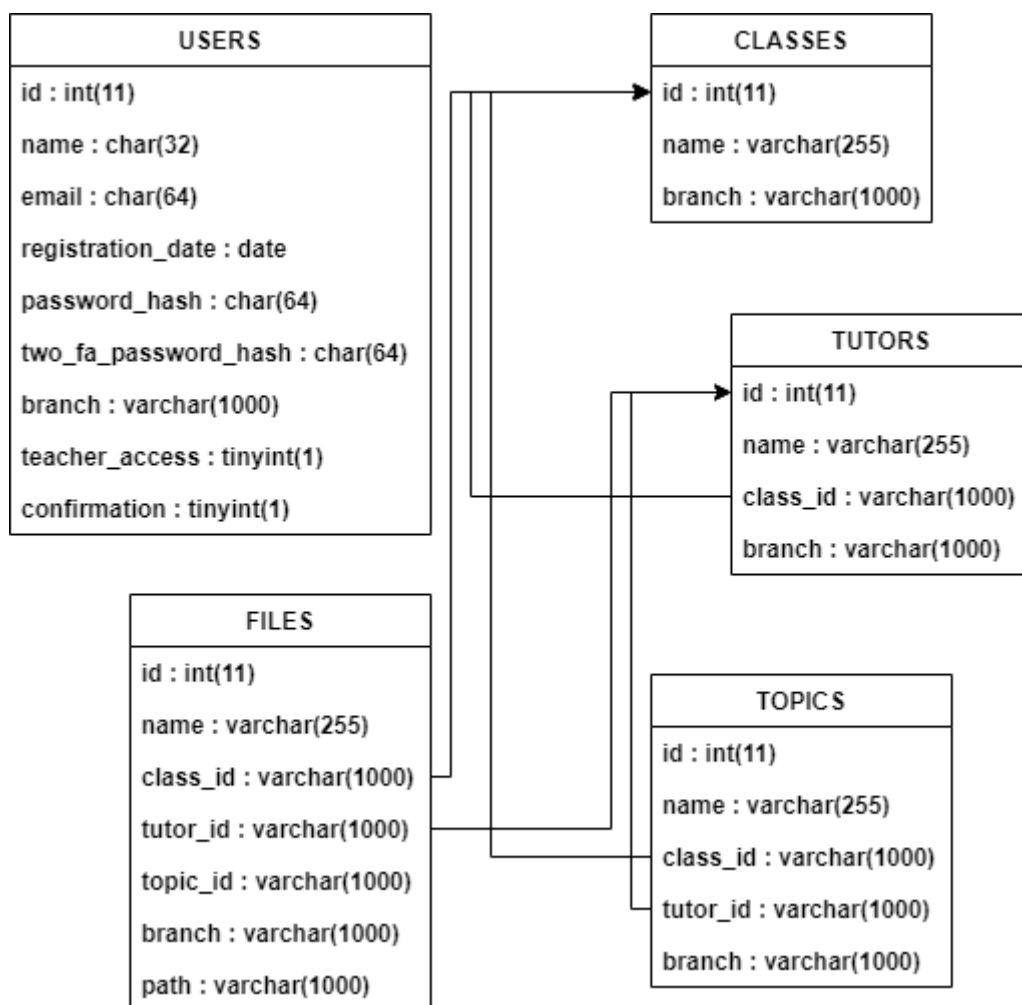 USERS
id : int(11)
name : char(32)
email : char(64)
registration_date : date
password_hash : char(64)
two_fa_password_hash : char(64)
branch : varchar(1000)
teacher_access : tinyint(1)
confirmation : tinyint(1)
CLASSES
id : int(11)
name : varchar(255)
branch : varchar(1000)
TUTORS
id : int(11)
name : varchar(255)
class_id : varchar(1000)
branch : varchar(1000)
FILES
id : int(11)
name : varchar(255)
class_id : varchar(1000)
tutor_id : varchar(1000)
topic_id : varchar(1000)
branch : varchar(1000)
path : varchar(1000)
TOPICS
id : int(11)
name : varchar(255)
class_id : varchar(1000)
tutor_id : varchar(1000)
branch : varchar(1000)